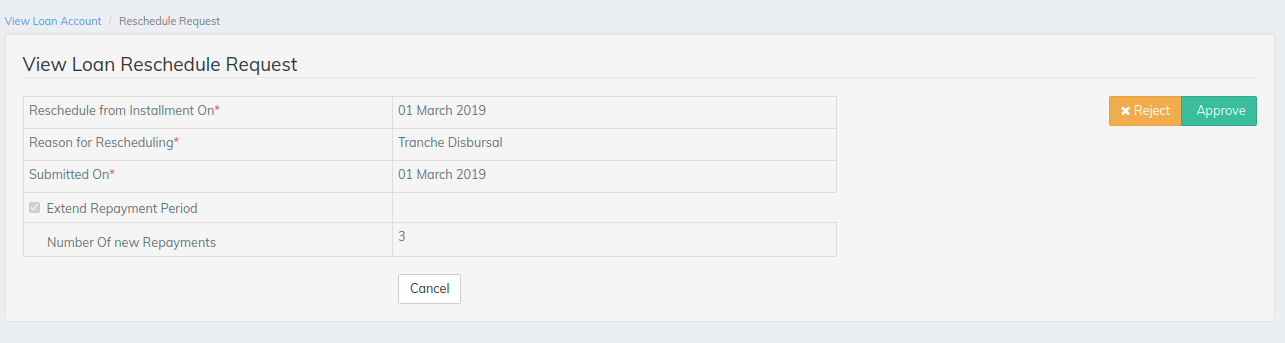 View Loan Account / Reschedule Request
View Loan Reschedule Request
Reschedule from Installment On* 01 March 2019
✖ Reject Approve
Reason for Rescheduling* Tranche Disbursal
Submitted On* 01 March 2019
Extend Repayment Period
Number Of new Repayments 3
Cancel